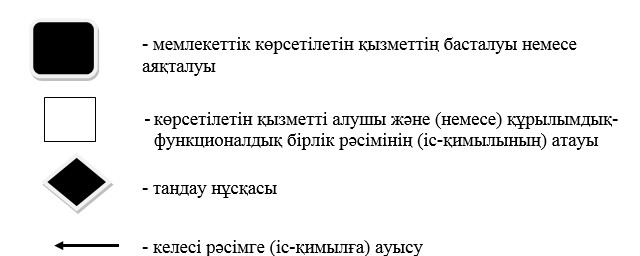 - мемлекеттік көрсетілетін қызметтің басталуы немесе
аяқталуы
- көрсетілетін қызметті алушы және (немесе) құрылымдық-
функционалдық бірлік рәсімінің (іс-қимылының) атауы
- таңдау нұсқасы
- келесі рәсімге (іс-қимылға) ауысу